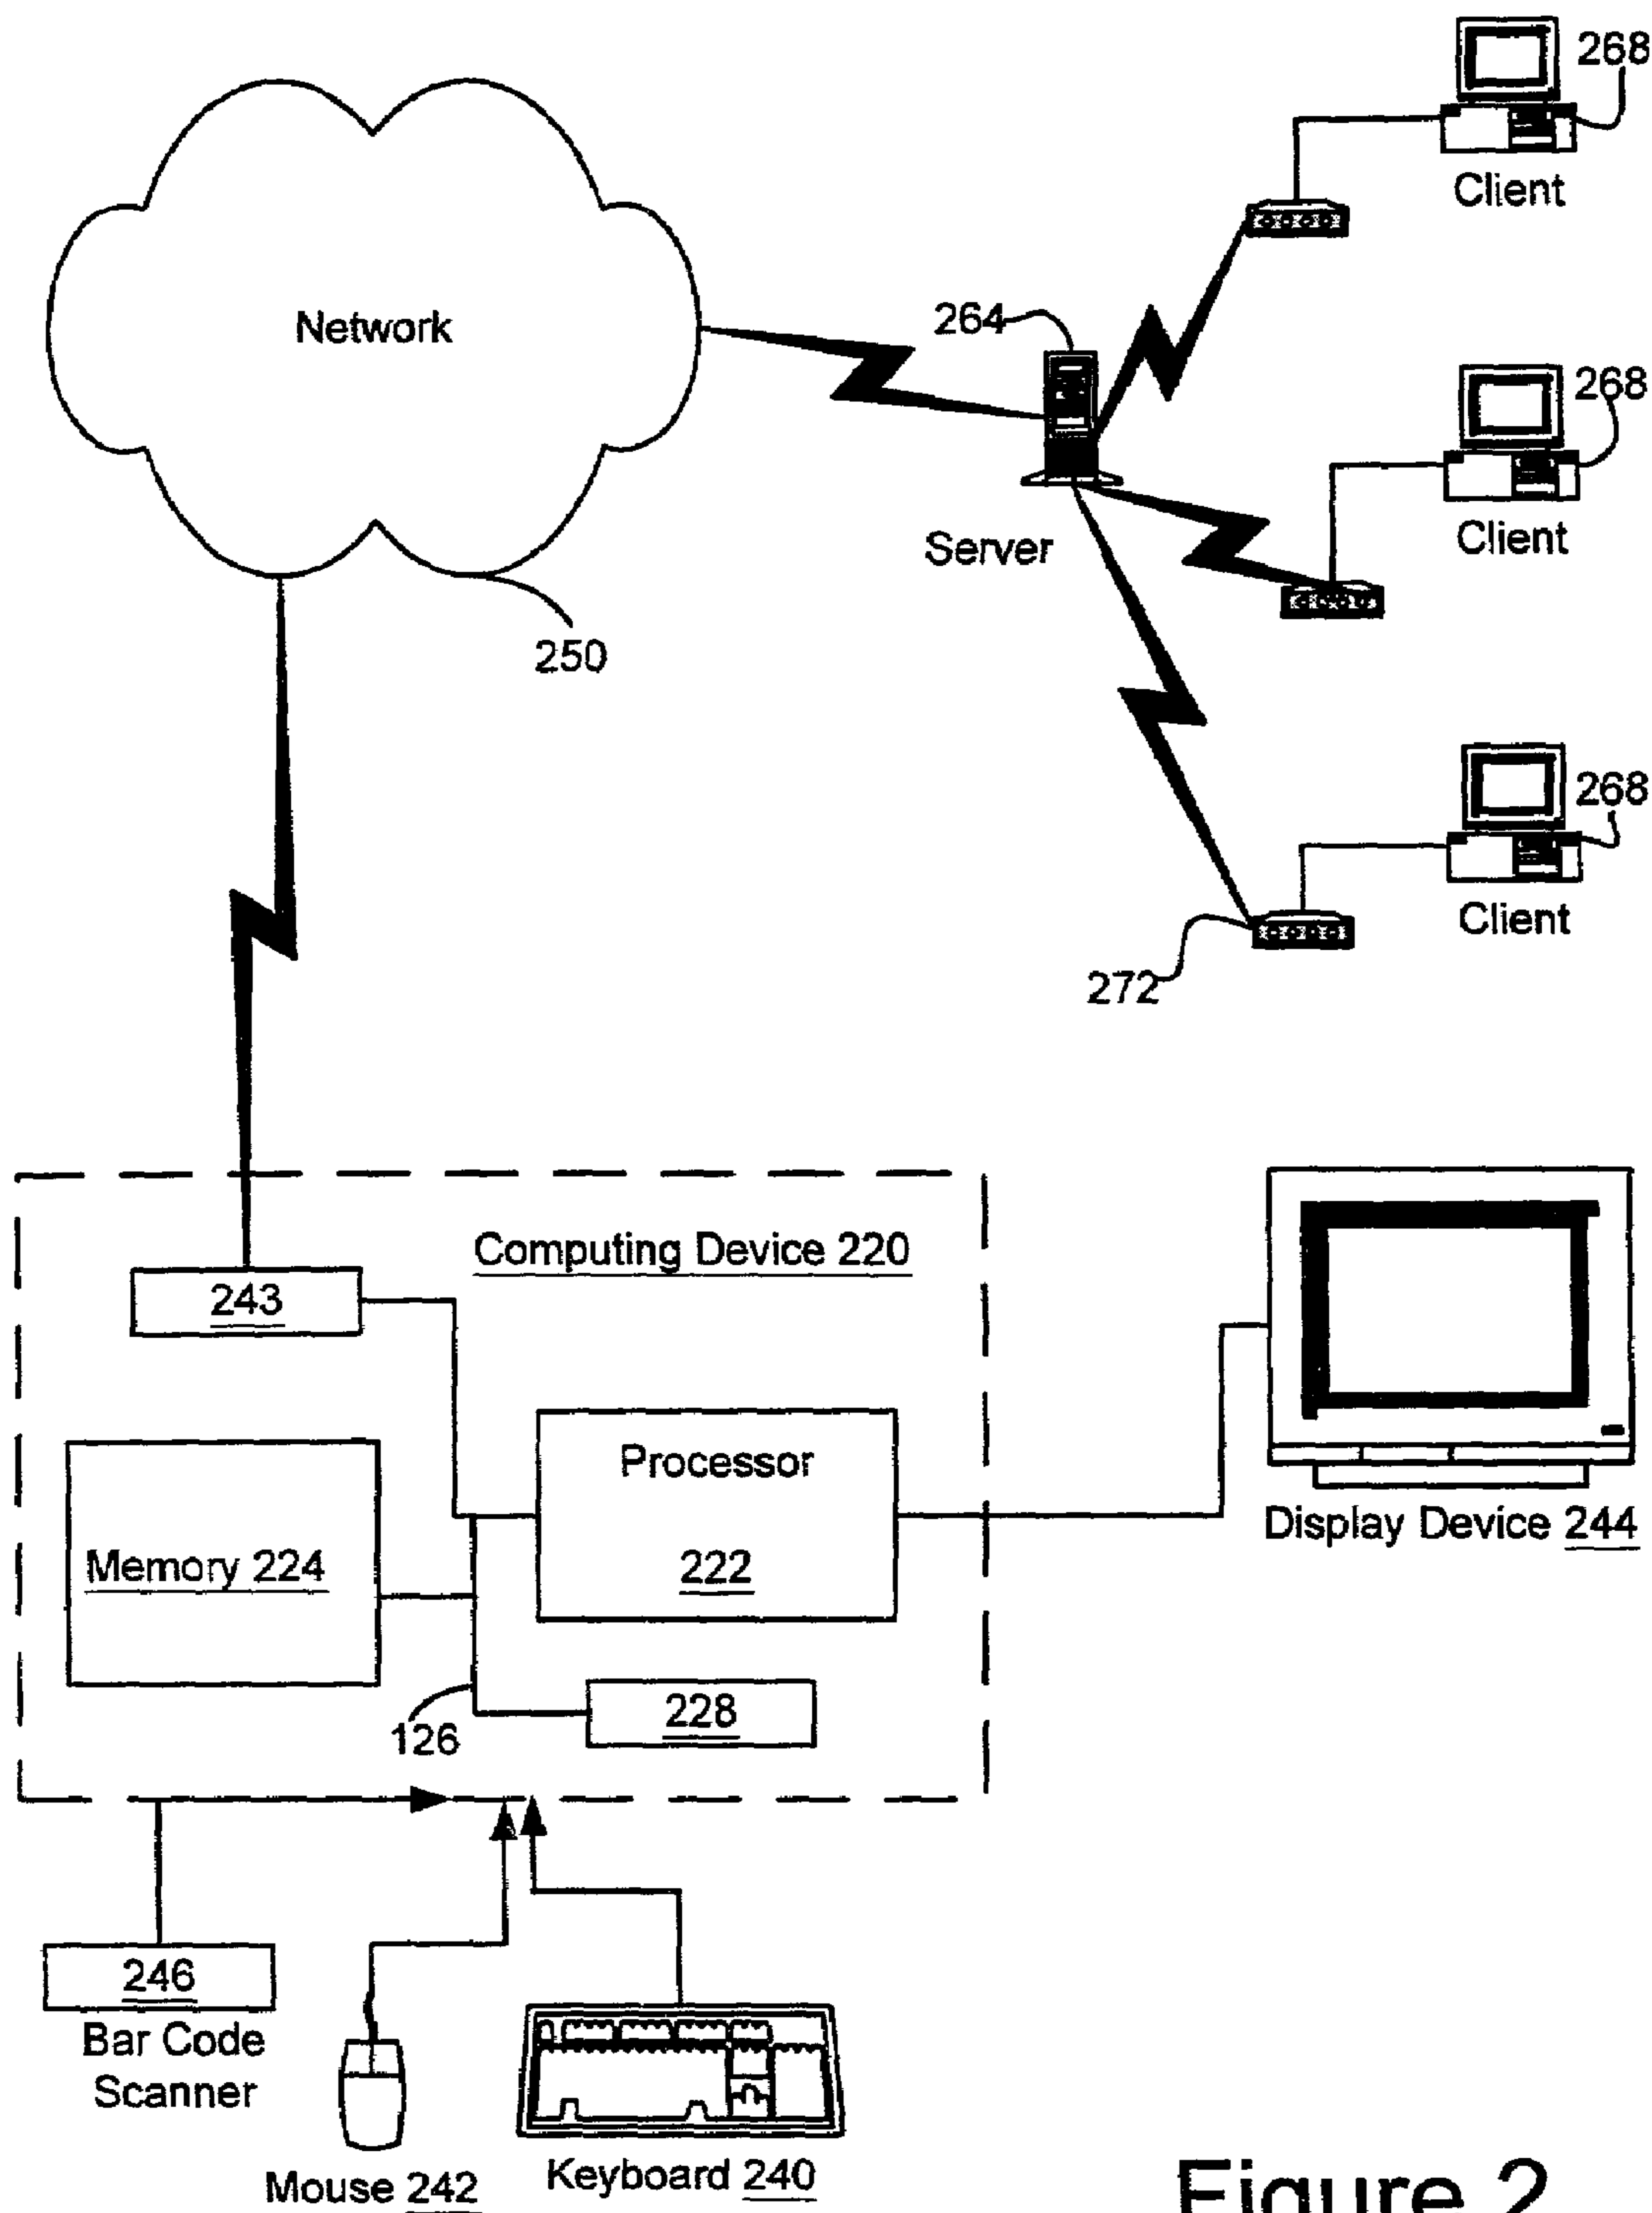 268
Client
Network
264
268
Server
Client
250
268
Client
272
Computing Device 220
243
Processor
222
Memory 224
Display Device 244
228
126
246
Bar Code
Scanner
Mouse 242
Keyboard 240
Figure 2